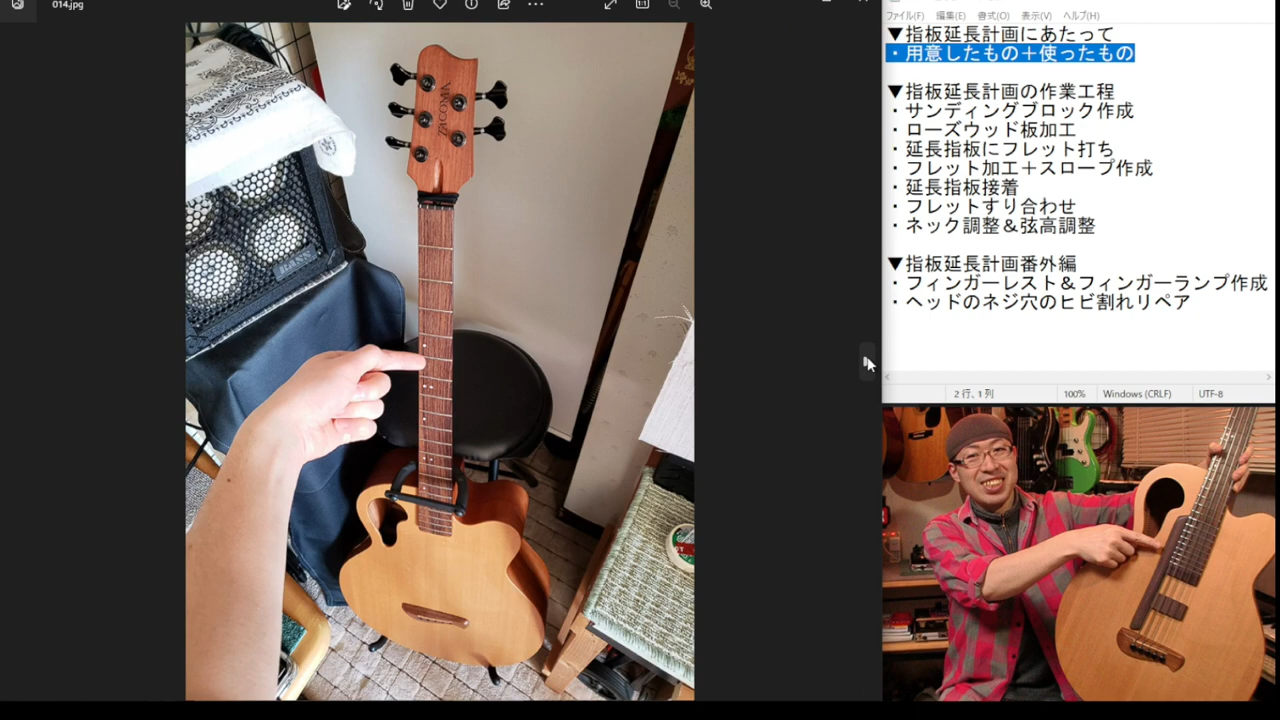 014.jpg
TACOMA
ファイル(F) 編集(E) 書式(O) 表示(V) ヘルプ(H)
▼指板延長計画にあたって
・用意したもの＋使ったもの
▼指板延長計画の作業工程
・サンディングブロック作成
・ローズウッド板加工
・延長指板にフレット打ち
・フレット加工＋スロープ作成
・延長指板接着
・フレットすり合わせ
・ネック調整＆弦高調整
▼指板延長計画番外編
・フィンガーレスト＆フィンガーランプ作成
・ヘッドのネジ穴のヒビ割れリペア
2 行、1 列 100% Windows (CRLF) UTF-8